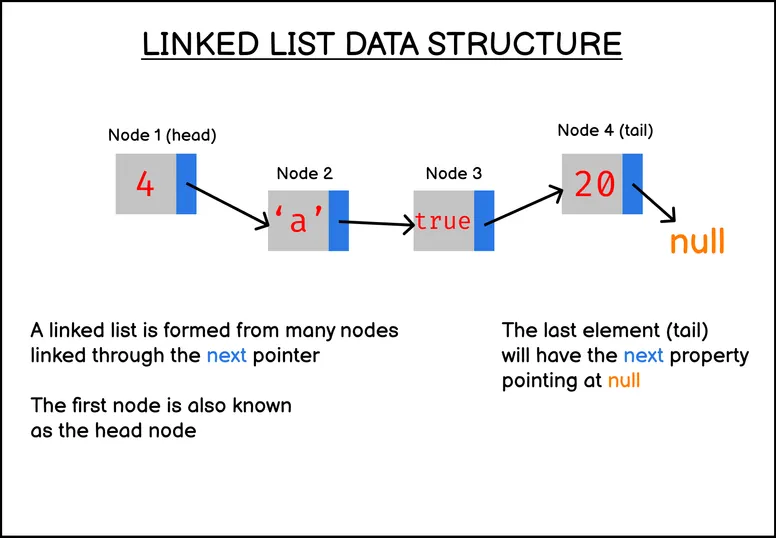 LINKED LIST DATA STRUCTURE
Node 1 (head)
Node 2
Node 3
Node 4 (tail)
4
‘a’
true
20
null
A linked list is formed from many nodes
linked through the next pointer
The first node is also known
as the head node
The last element (tail)
will have the next property
pointing at null